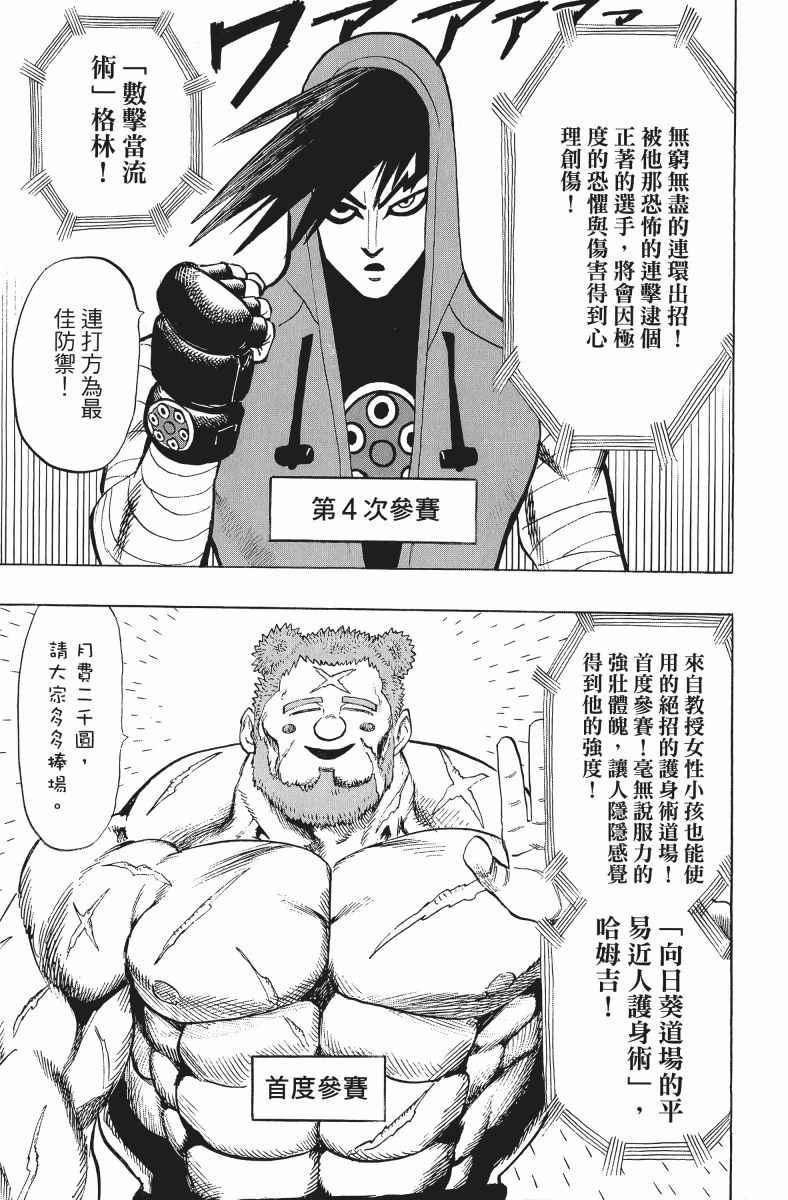 ワアアアアア
無窮無盡的連環出招！
被他那恐怖的連擊逮個
正著的選手，將會因極
度的恐懼與傷害得到心
理創傷！
「數擊當流
術」格林！
連打方為最
佳防禦！
第4次參賽
來自教授女性小孩也能使
用的絕招的護身術道場！
首度參賽！毫無說服力的
強壯體魄，讓人隱隱感覺
得到他的強度！
「向日葵道場的平
易近人護身術」，
哈姆吉！
月費二千圓，
請大家多多捧場。
首度參賽